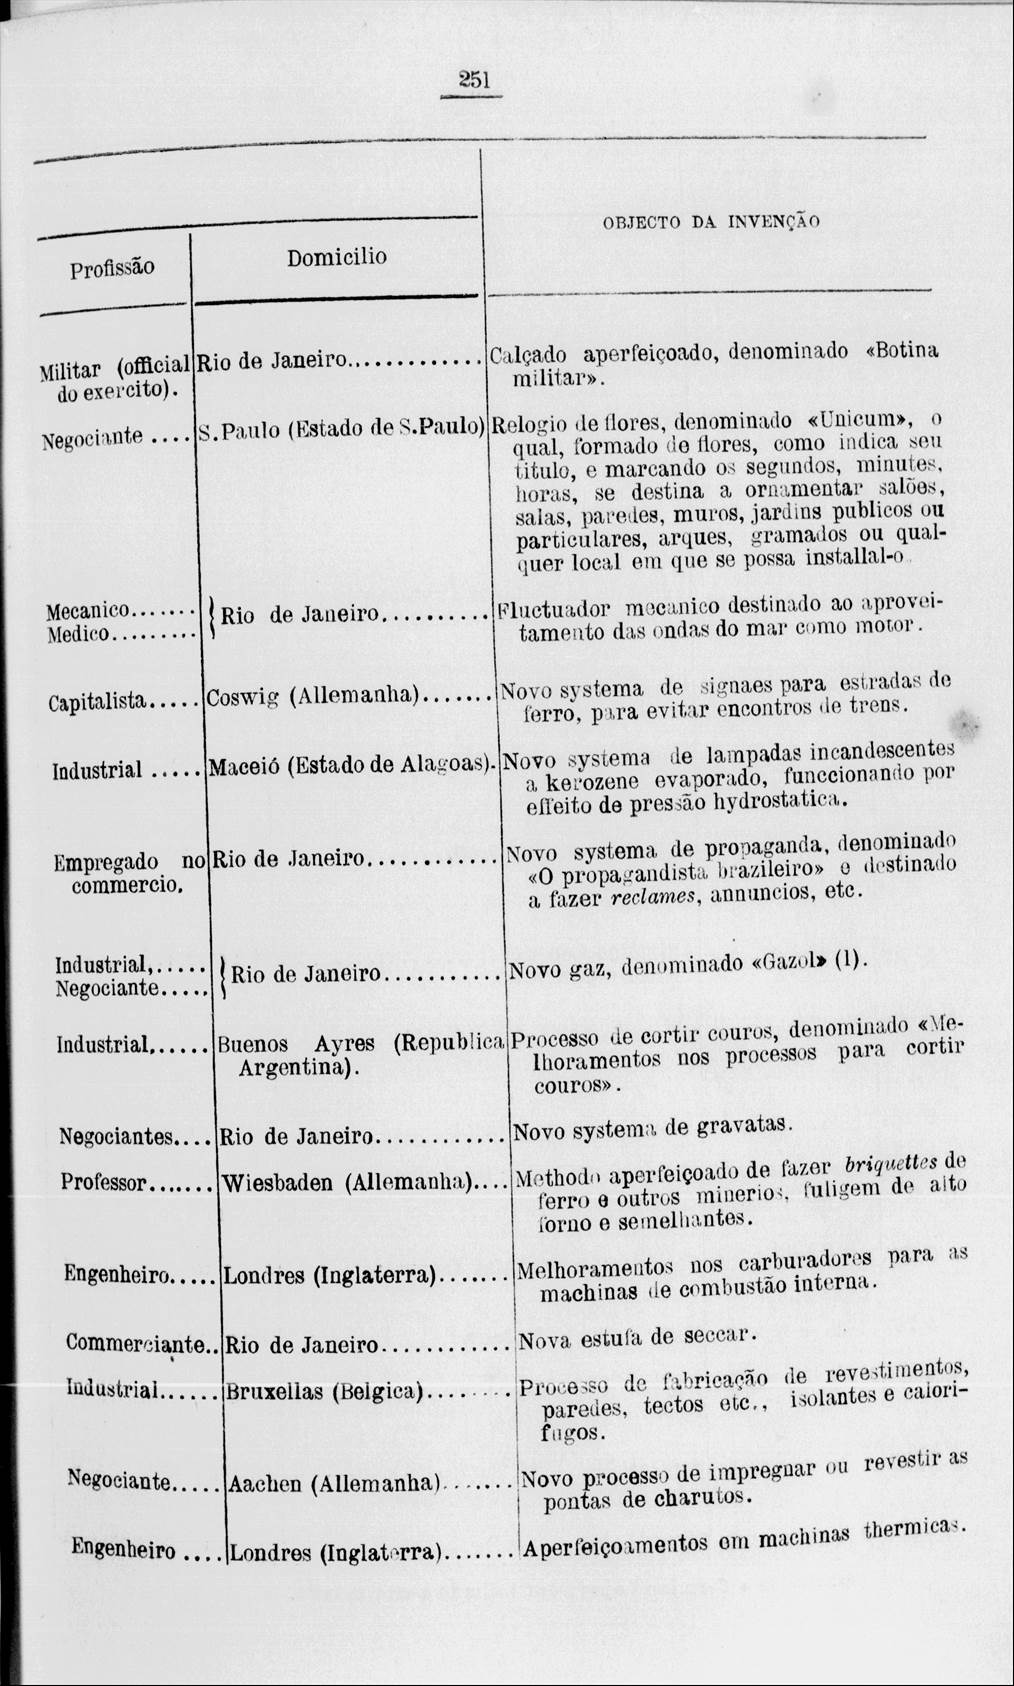 251
OBJECTO DA INVENÇÃO
Profissão
Domicilio
Militar (official
do exercito).
Rio de Janeiro.............
Calçado aperfeiçoado, denominado «Botina
militar».
Negociante ....
S. Paulo (Estado de S. Paulo)
Relogio de flores, denominado «Unicum», o
qual, formado de flores, como indica seu
titulo, e marcando os segundos, minutes,
horas, se destina a ornamentar salões,
salas, paredes, muros, jardins publicos ou
particulares, arques, gramados ou qual-
quer local em que se possa installal-o.
Mecanico.......
Medico.........
Rio de Janeiro..........
Fluctuador mecanico destinado ao aprovei-
tamento das ondas do mar como motor.
Capitalista.....
Coswig (Allemanha).......
Novo systema de signaes para estradas de
ferro, para evitar encontros de trens.
Industrial .....
Maceió (Estado de Alagoas).
Novo systema de lampadas incandescentes
a kerozene evaporado, funccionando por
effeito de pressão hydrostatica.
Empregado no
commercio.
Rio de Janeiro............
Novo systema de propaganda, denominado
«O propagandista brazileiro» e destinado
a fazer reclames, annuncios, etc.
Industrial,.....
Negociante.....
Rio de Janeiro...........
Novo gaz, denominado «Gazol» (1).
Industrial......
Buenos Ayres (Republica
Argentina).
Processo de cortir couros, denominado «Me-
lhoramentos nos processos para cortir
couros».
Negociantes....
Rio de Janeiro............
Novo systema de gravatas.
Professor.......
Wiesbaden (Allemanha)....
Methodo aperfeiçoado de fazer briquettes de
ferro e outros minerios, fuligem de alto
forno e semelhantes.
Engenheiro.....
Londres (Inglaterra).......
Melhoramentos nos carburadores para as
machinas de combustão interna.
Commerciante..
Rio de Janeiro............
Nova estufa de seccar.
Industrial......
Bruxellas (Belgica)........
Processo de fabricação de revestimentos,
paredes, tectos etc., isolantes e calori-
fugos.
Negociante.....
Aachen (Allemanha).......
Novo processo de impregnar ou revestir as
pontas de charutos.
Engenheiro ....
Londres (Inglaterra).......
Aperfeiçoamentos em machinas thermicas.